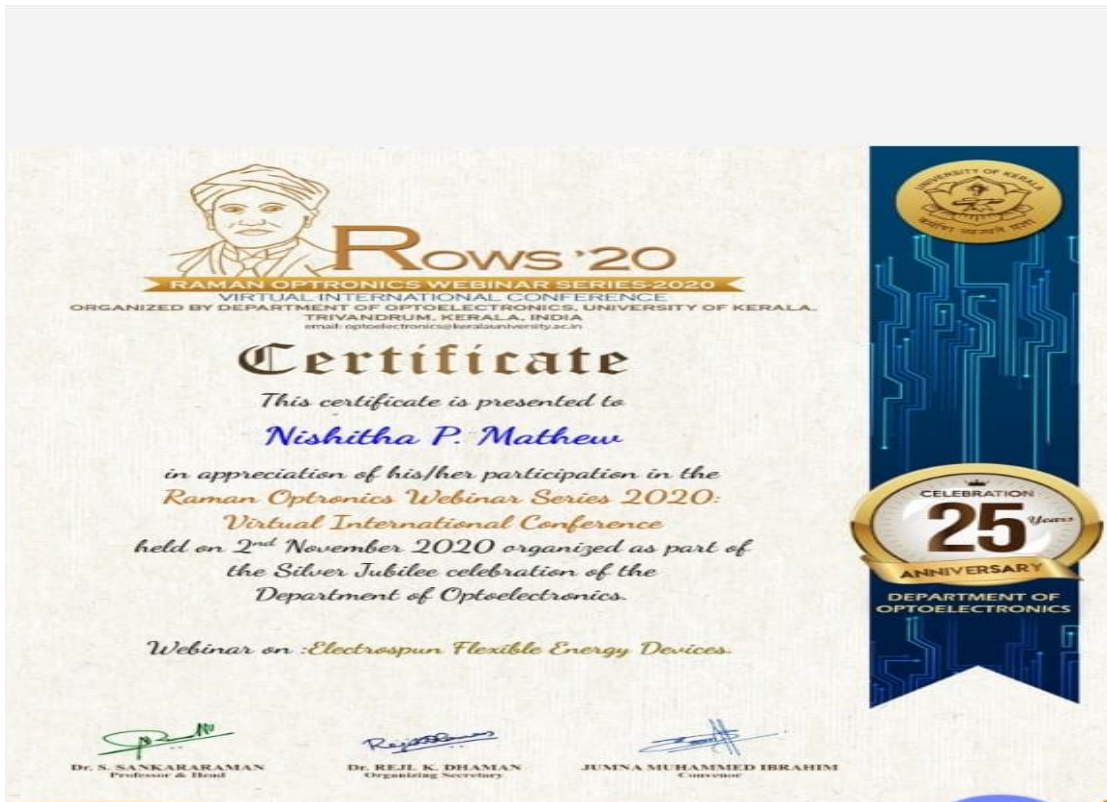 ROWS '20
RAMAN OPTRONICS WEBINAR SERIES-2020
VIRTUAL INTERNATIONAL CONFERENCE
ORGANIZED BY DEPARTMENT OF OPTOELECTRONICS, UNIVERSITY OF KERALA,
TRIVANDRUM, KERALA, INDIA
email: optoelectronics@keralauniversity.ac.in
Certificate
This certificate is presented to
Nishitha P. Mathew
in appreciation of his/her participation in the
Raman Optronics Webinar Series 2020:
Virtual International Conference
held on 2nd November 2020 organized as part of
the Silver Jubilee celebration of the
Department of Optoelectronics.
Webinar on :Electrospun Flexible Energy Devices.
Dr. S. SANKARARAMAN
Professor & Head
Dr. REJI. K. DHAMAN
Organizing Secretary
JUMNA MUHAMMED IBRAHIM
Convenor
UNIVERSITY OF KERALA
CELEBRATION
25 Years
ANNIVERSARY
DEPARTMENT OF
OPTOELECTRONICS